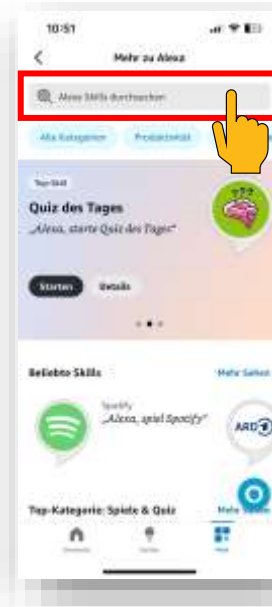 10:51
Mehr zu Alexa
Alexa Skills durchsuchen
Alle Kategorien Produktivität
Top-Skill
Quiz des Tages
„Alexa, starte Quiz des Tages“
Starten Details
Beliebte Skills Mehr Sehen
Spotify
„Alexa, spiel Spotify“
ARD
Top-Kategorie: Spiele & Quiz Mehr